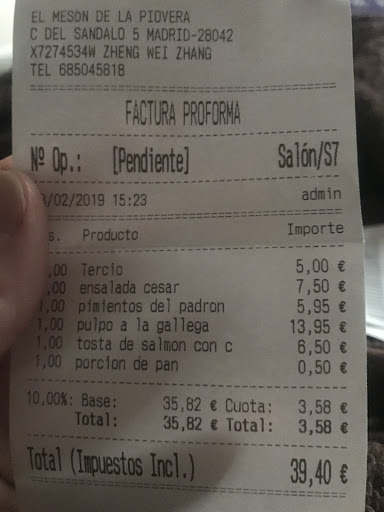 EL MESON DE LA PIOVERA
C DEL SANDALO 5 MADRID-28042
X7274534W ZHENG WEI ZHANG
TEL 685045818
FACTURA PROFORMA
Nº Op.: [Pendiente] Salón/S7
/02/2019 15:23 admin
s. Producto Importe
,00 Tercio 5,00 €
,00 ensalada cesar 7,50 €
1,00 pimientos del padron 5,95 €
1,00 pulpo a la gallega 13,95 €
1,00 tosta de salmon con c 6,50 €
1,00 porcion de pan 0,50 €
10,00%: Base: 35,82 € Cuota: 3,58 €
Total: 35,82 € Total: 3,58 €
Total (Impuestos Incl.) 39,40 €